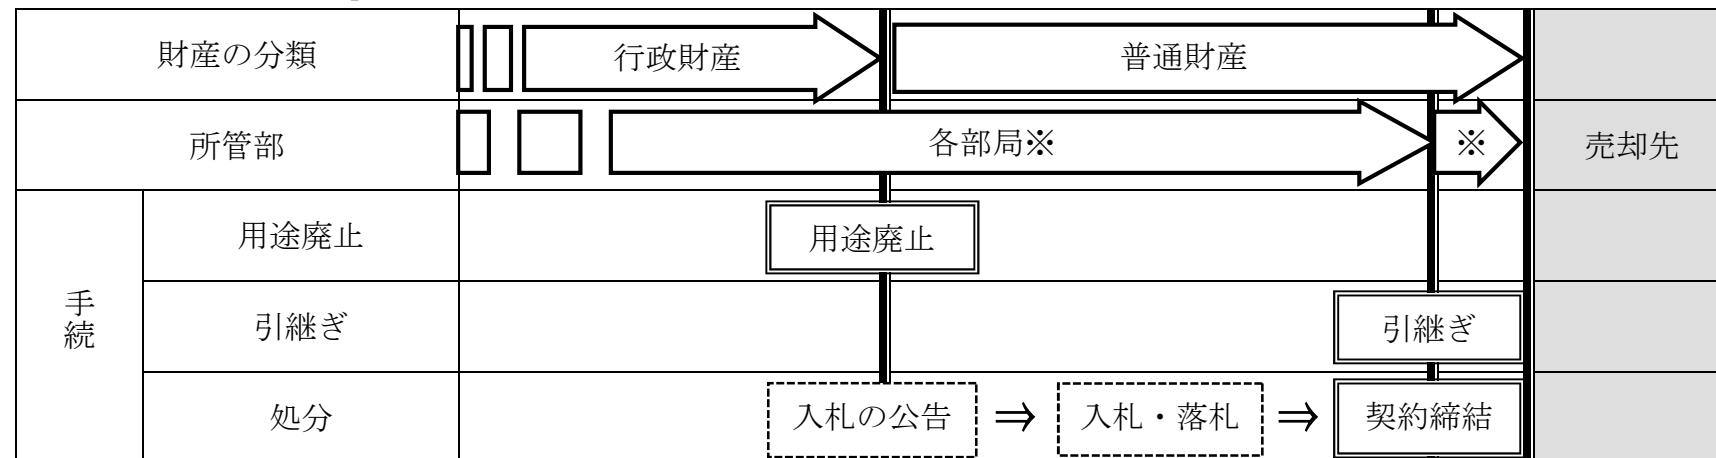 財産の分類
行政財産
普通財産
所管部
各部局※
※
売却先
手続
用途廃止
用途廃止
引継ぎ
引継ぎ
処分
入札の公告
⇒
入札・落札
⇒
契約締結